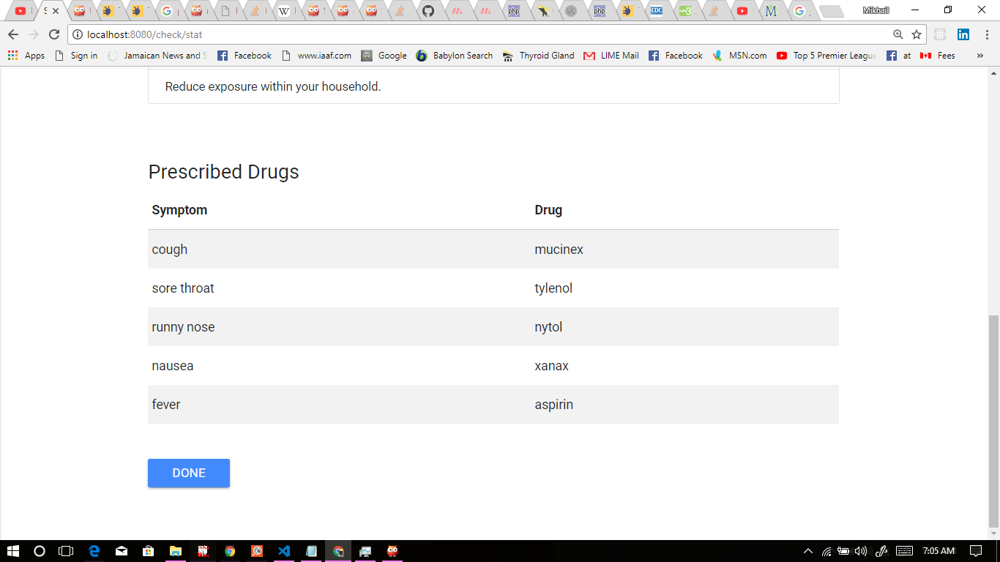 Mikhail
localhost:8080/check/stat
Apps Sign in Jamaican News and S Facebook www.iaaf.com Google Babylon Search Thyroid Gland LIME Mail Facebook MSN.com Top 5 Premier League at Fees »
Reduce exposure within your household.
Prescribed Drugs
Symptom Drug
cough mucinex
sore throat tylenol
runny nose nytol
nausea xanax
fever aspirin
DONE
7:05 AM